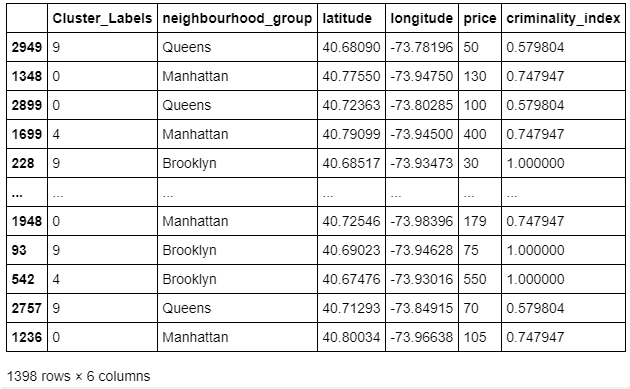 Cluster_Labels neighbourhood_group latitude longitude price criminality_index
2949 9 Queens 40.68090 -73.78196 50 0.579804
1348 0 Manhattan 40.77550 -73.94750 130 0.747947
2899 0 Queens 40.72363 -73.80285 100 0.579804
1699 4 Manhattan 40.79099 -73.94500 400 0.747947
228 9 Brooklyn 40.68517 -73.93473 30 1.000000
... ... ... ... ... ... ...
1948 0 Manhattan 40.72546 -73.98396 179 0.747947
93 9 Brooklyn 40.69023 -73.94628 75 1.000000
542 4 Brooklyn 40.67476 -73.93016 550 1.000000
2757 9 Queens 40.71293 -73.84915 70 0.579804
1236 0 Manhattan 40.80034 -73.96638 105 0.747947
1398 rows × 6 columns